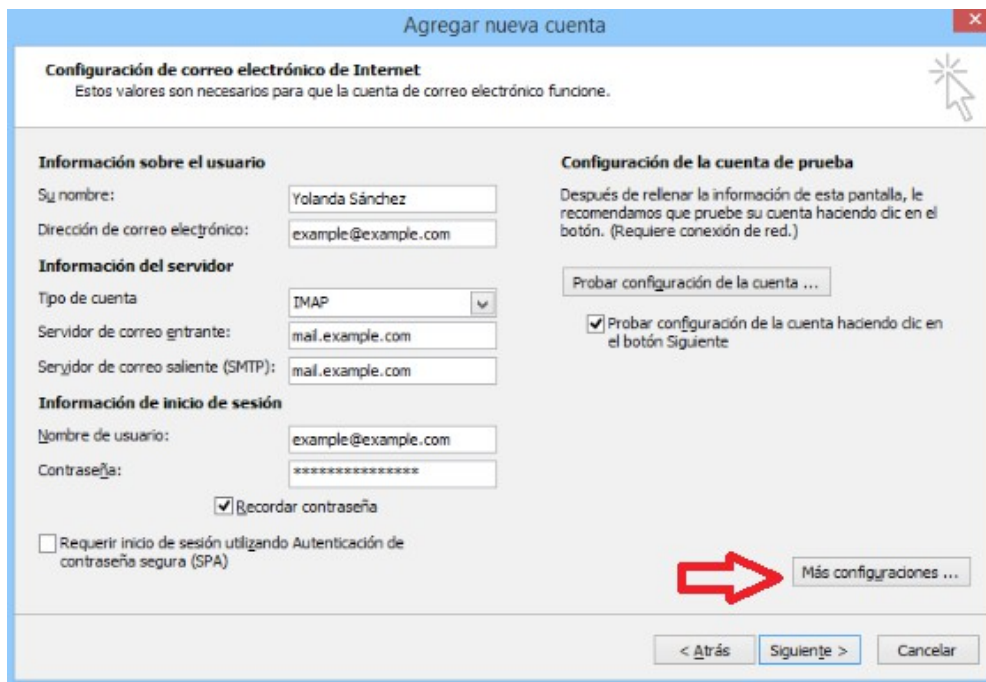 Agregar nueva cuenta
Configuración de correo electrónico de Internet
Estos valores son necesarios para que la cuenta de correo electrónico funcione.
Información sobre el usuario
Su nombre:
Yolanda Sánchez
Dirección de correo electrónico:
example@example.com
Información del servidor
Tipo de cuenta
IMAP
Servidor de correo entrante:
mail.example.com
Servidor de correo saliente (SMTP):
mail.example.com
Información de inicio de sesión
Nombre de usuario:
example@example.com
Contraseña:
***************
Recordar contraseña
Requerir inicio de sesión utilizando Autenticación de
contraseña segura (SPA)
Configuración de la cuenta de prueba
Después de rellenar la información de esta pantalla, le
recomendamos que pruebe su cuenta haciendo clic en el
botón. (Requiere conexión de red.)
Probar configuración de la cuenta ...
Probar configuración de la cuenta haciendo clic en
el botón Siguiente
Más configuraciones ...
< Atrás
Siguiente >
Cancelar